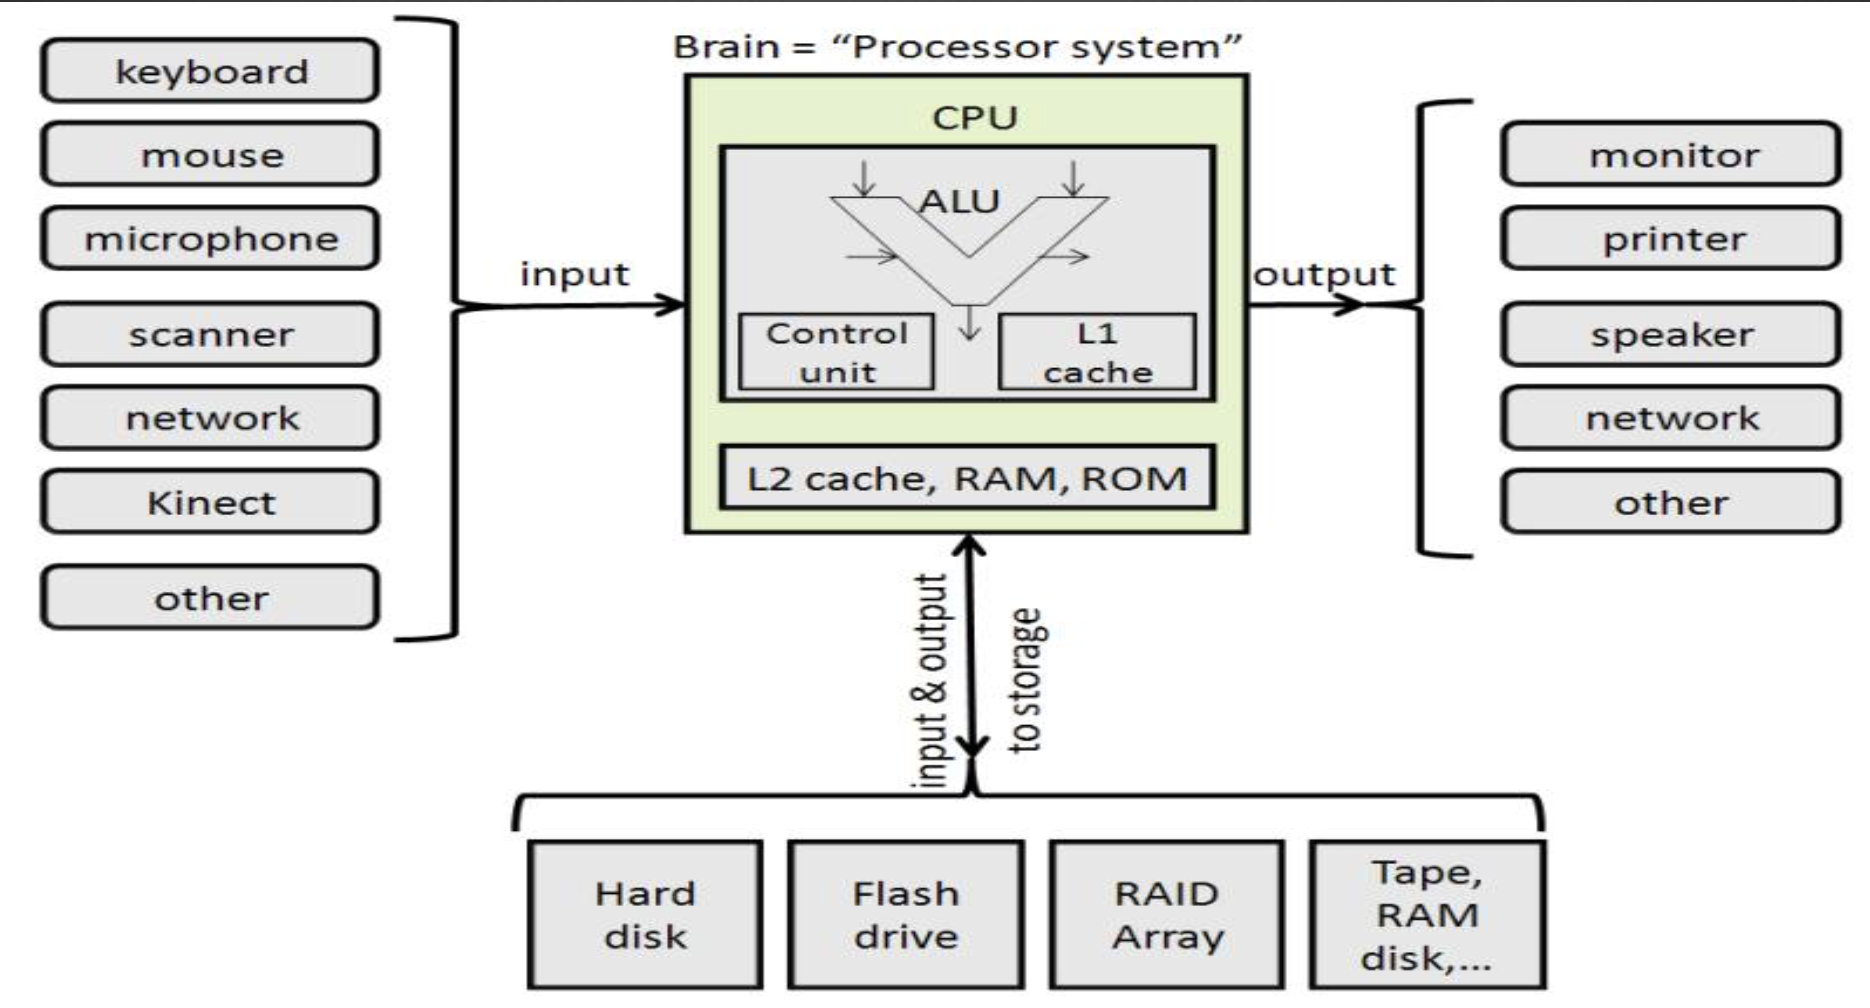 keyboard
mouse
microphone
scanner
network
Kinect
other
input
Brain = “Processor system”
CPU
ALU
Control
unit
L1
cache
L2 cache, RAM, ROM
output
monitor
printer
speaker
network
other
input & output
to storage
Hard
disk
Flash
drive
RAID
Array
Tape,
RAM
disk,...